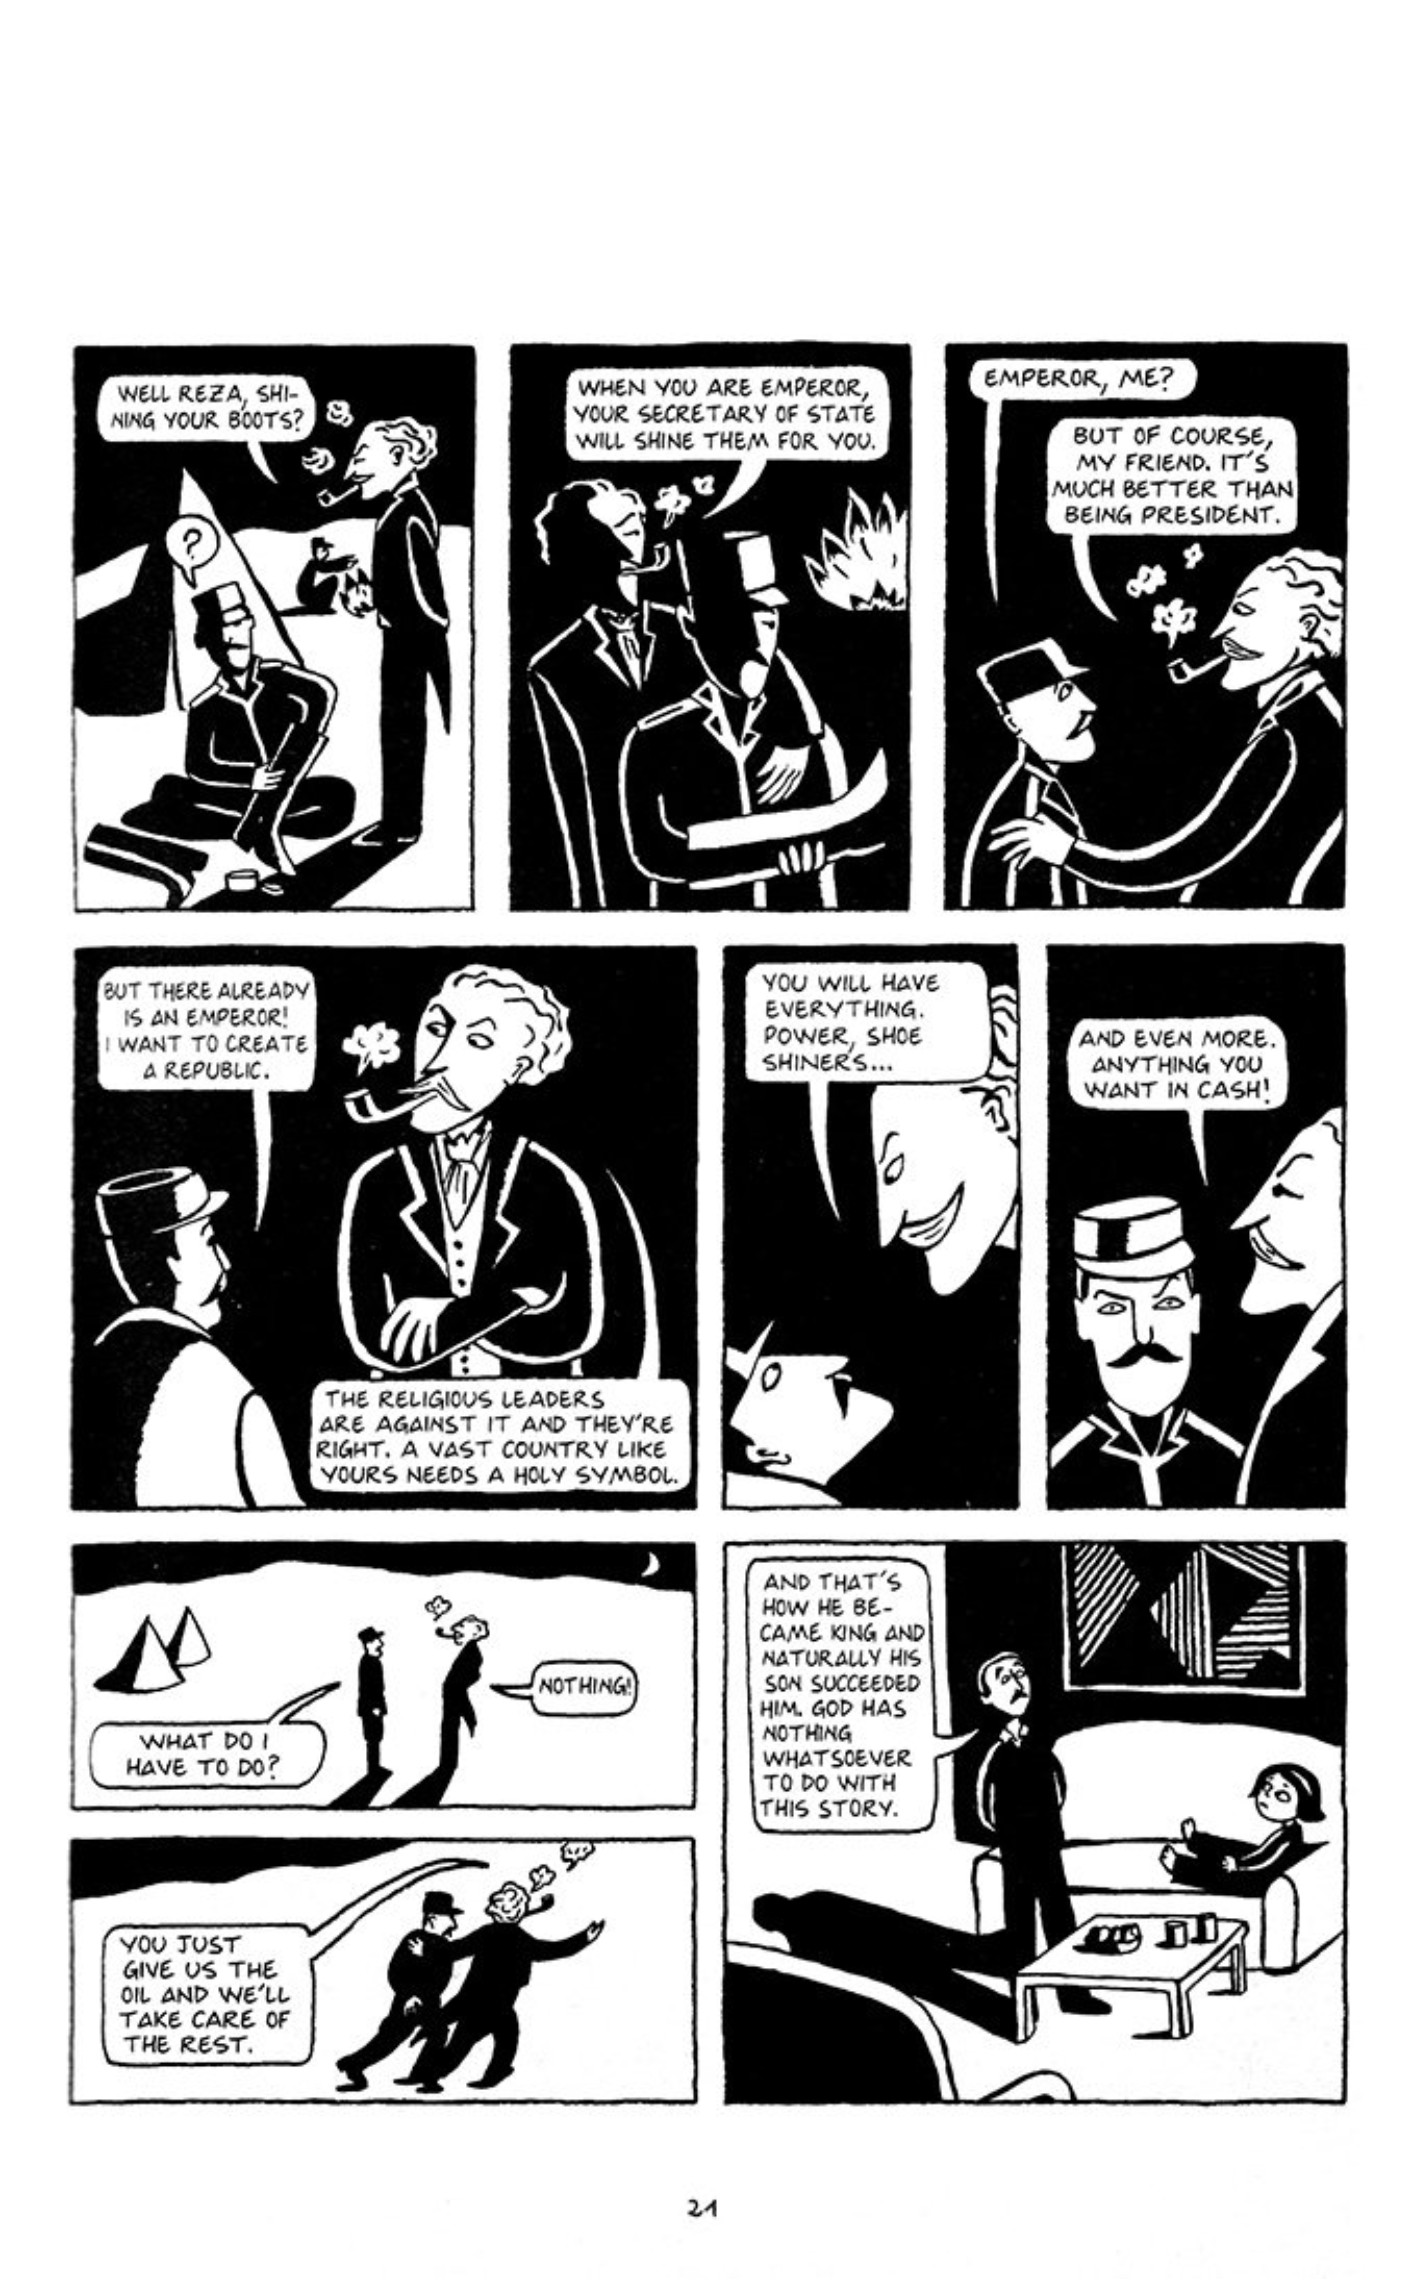 WELL REZA, SHI-
NING YOUR BOOTS?
?
WHEN YOU ARE EMPEROR,
YOUR SECRETARY OF STATE
WILL SHINE THEM FOR YOU.
EMPEROR, ME?
BUT OF COURSE,
MY FRIEND. IT'S
MUCH BETTER THAN
BEING PRESIDENT.
BUT THERE ALREADY
IS AN EMPEROR!
I WANT TO CREATE
A REPUBLIC.
THE RELIGIOUS LEADERS
ARE AGAINST IT AND THEY'RE
RIGHT. A VAST COUNTRY LIKE
YOURS NEEDS A HOLY SYMBOL.
YOU WILL HAVE
EVERYTHING.
POWER, SHOE
SHINERS...
AND EVEN MORE.
ANYTHING YOU
WANT IN CASH!
WHAT DO I
HAVE TO DO?
NOTHING!
YOU JUST
GIVE US THE
OIL AND WE'LL
TAKE CARE OF
THE REST.
AND THAT'S
HOW HE BE-
CAME KING AND
NATURALLY HIS
SON SUCCEEDED
HIM. GOD HAS
NOTHING
WHATSOEVER
TO DO WITH
THIS STORY.
21